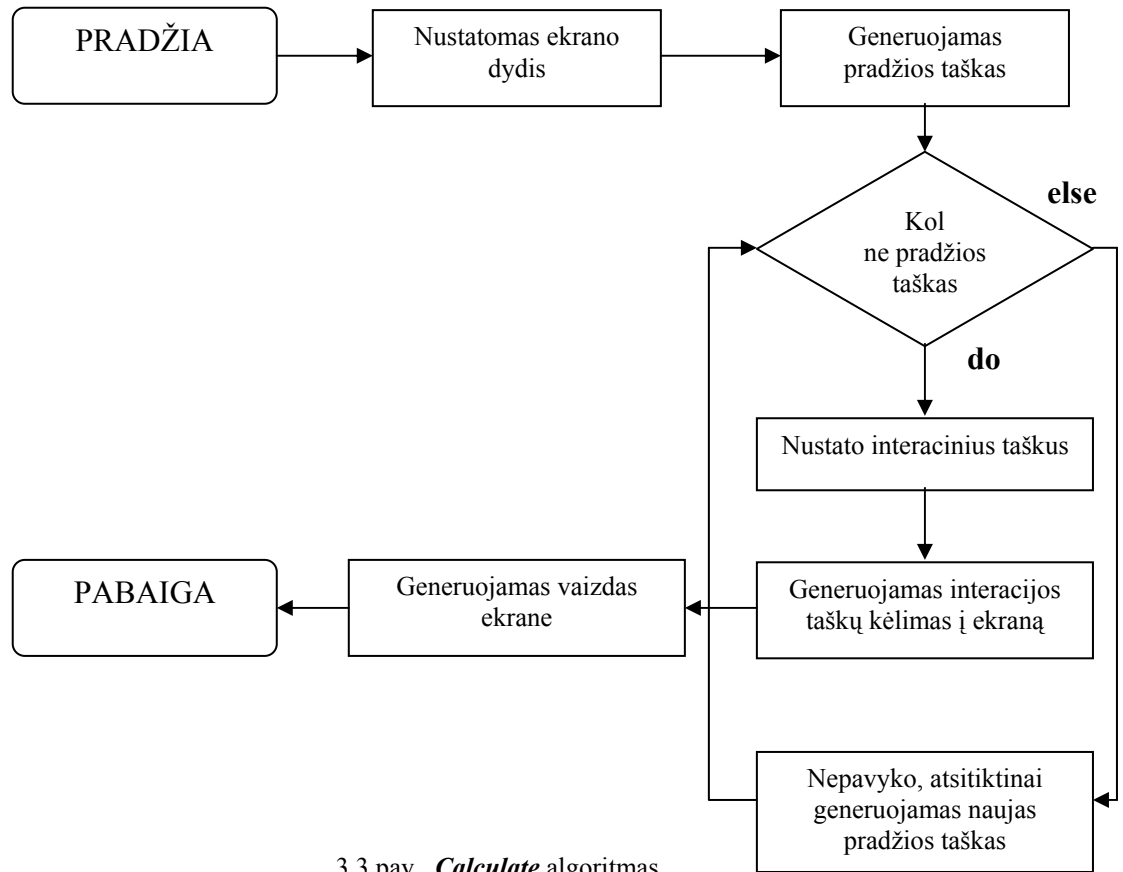 PRADŽIA
Nustatomas ekrano
dydis
Generuojamas
pradžios taškas
else
Kol
ne pradžios
taškas
do
Nustato interacinius taškus
PABAIGA
Generuojamas vaizdas
ekrane
Generuojamas interacijos
taškų kėlimas į ekraną
Nepavyko, atsitiktinai
generuojamas naujas
pradžios taškas
3.3 pav. Calculate algoritmas